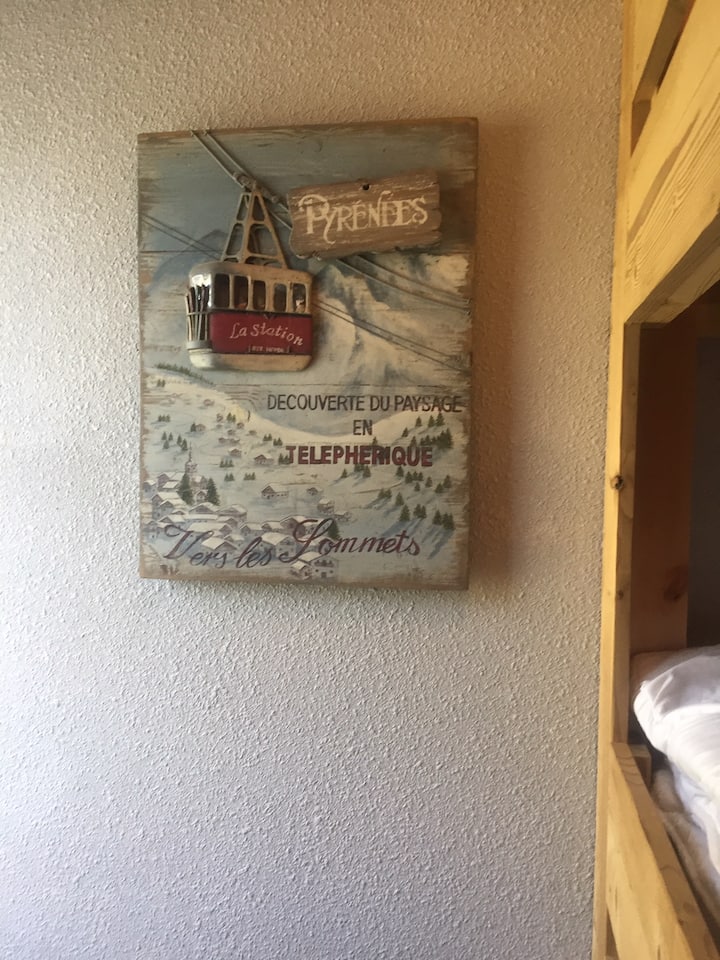 PYRÉNÉES
La Station
DECOUVERTE DU PAYSAGE
EN
TELEPHERIQUE
Vers les Sommets